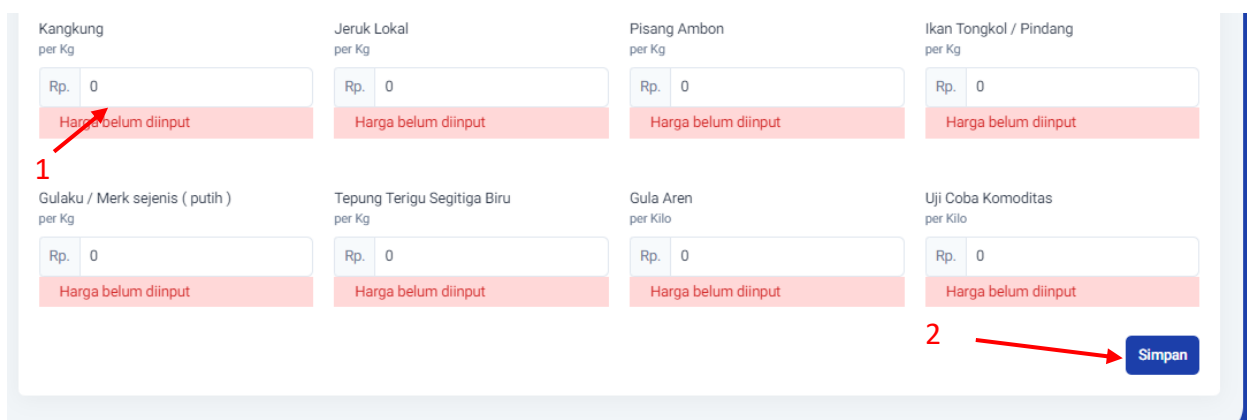 Kangkung
per Kg
Rp. 0
Harga belum diinput
Jeruk Lokal
per Kg
Rp. 0
Harga belum diinput
Pisang Ambon
per Kg
Rp. 0
Harga belum diinput
Ikan Tongkol / Pindang
per Kg
Rp. 0
Harga belum diinput
1
Gulaku / Merk sejenis ( putih )
per Kg
Rp. 0
Harga belum diinput
Tepung Terigu Segitiga Biru
per Kg
Rp. 0
Harga belum diinput
Gula Aren
per Kilo
Rp. 0
Harga belum diinput
Uji Coba Komoditas
per Kilo
Rp. 0
Harga belum diinput
2
Simpan